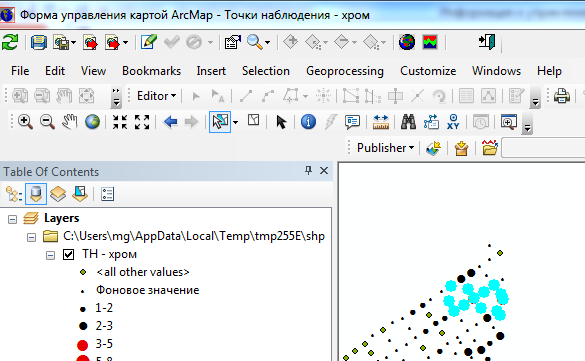 Форма управления картой ArcMap - Точки наблюдения - хром
File Edit View Bookmarks Insert Selection Geoprocessing Customize Windows Help
Editor
XY
Publisher
Table Of Contents
Layers
C:\Users\mg\AppData\Local\Temp\tmp255E\shp
ТН - хром
<all other values>
Фоновое значение
1-2
2-3
3-5
5-8